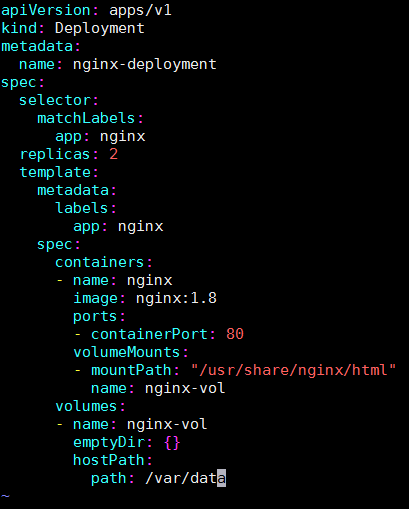 apiVersion: apps/v1
kind: Deployment
metadata:
  name: nginx-deployment
spec:
  selector:
    matchLabels:
      app: nginx
  replicas: 2
  template:
    metadata:
      labels:
        app: nginx
    spec:
      containers:
      - name: nginx
        image: nginx:1.8
        ports:
        - containerPort: 80
        volumeMounts:
        - mountPath: "/usr/share/nginx/html"
          name: nginx-vol
      volumes:
      - name: nginx-vol
        emptyDir: {}
        hostPath:
          path: /var/data
~